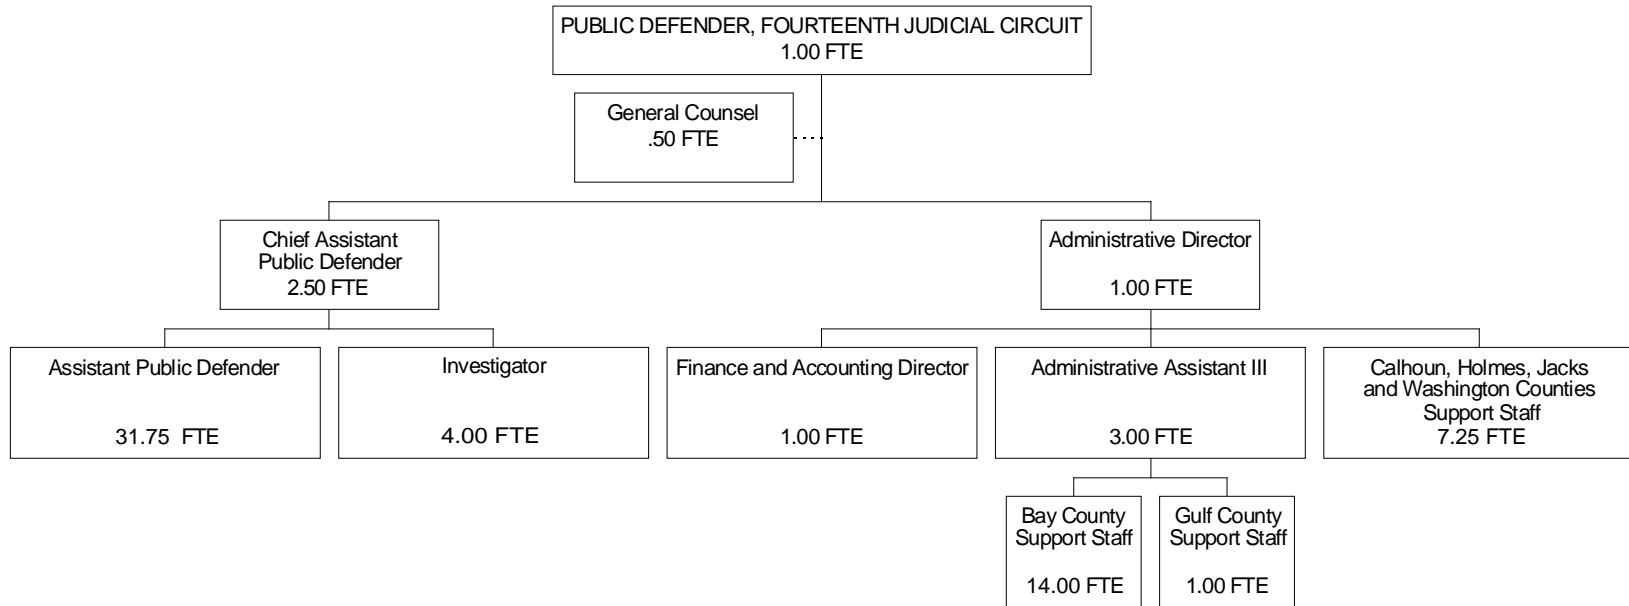 PUBLIC DEFENDER, FOURTEENTH JUDICIAL CIRCUIT
1.00 FTE
General Counsel
.50 FTE
Chief Assistant
Public Defender
2.50 FTE
Administrative Director
1.00 FTE
Assistant Public Defender
31.75 FTE
Investigator
4.00 FTE
Finance and Accounting Director
1.00 FTE
Administrative Assistant III
3.00 FTE
Calhoun, Holmes, Jacks
and Washington Counties
Support Staff
7.25 FTE
Bay County
Support Staff
14.00 FTE
Gulf County
Support Staff
1.00 FTE